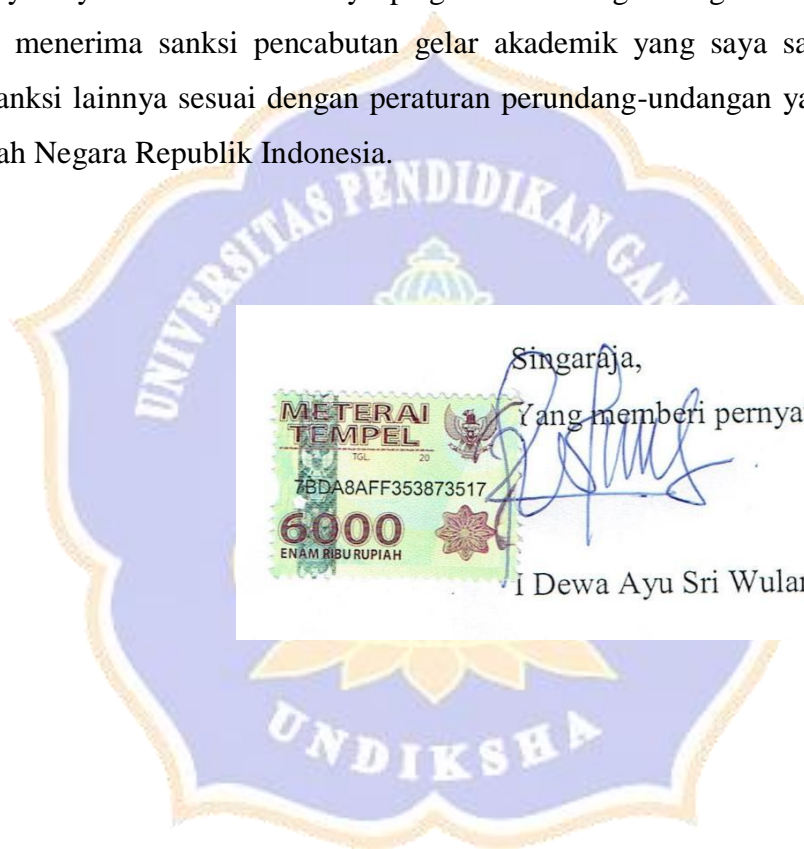 menerima sanksi pencabutan gelar akademik yang saya sa
anksi lainnya sesuai dengan peraturan perundang-undangan ya
ah Negara Republik Indonesia.
UNIVERSITAS PENDIDIKAN GAN
Singaraja,
Yang memberi pernya
METERAI
TEMPEL
TGL. 20
7BDA8AFF353873517
6000
ENAM RIBU RUPIAH
I Dewa Ayu Sri Wulan
UNDIKSHA